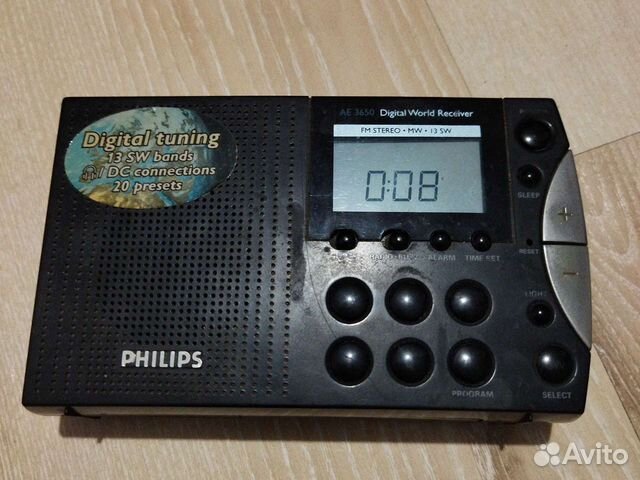 AE 3650 Digital World Receiver
FM STEREO • MW • 13 SW
Digital tuning
13 SW bands
/ DC connections
20 presets
0:08
SLEEP
+
ALARM
TIME SET
RESET
−
LIGHT
PHILIPS
PROGRAM
SELECT
Avito